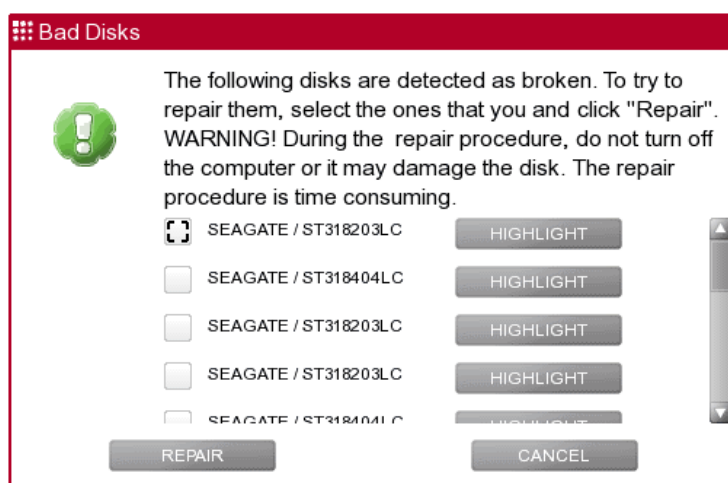 Bad Disks
The following disks are detected as broken. To try to
repair them, select the ones that you and click "Repair".
WARNING! During the  repair procedure, do not turn off
the computer or it may damage the disk. The repair
procedure is time consuming.
SEAGATE / ST318203LC HIGHLIGHT
SEAGATE / ST318404LC HIGHLIGHT
SEAGATE / ST318203LC HIGHLIGHT
SEAGATE / ST318203LC HIGHLIGHT
SEAGATE / ST318404LC HIGHLIGHT
REPAIR CANCEL